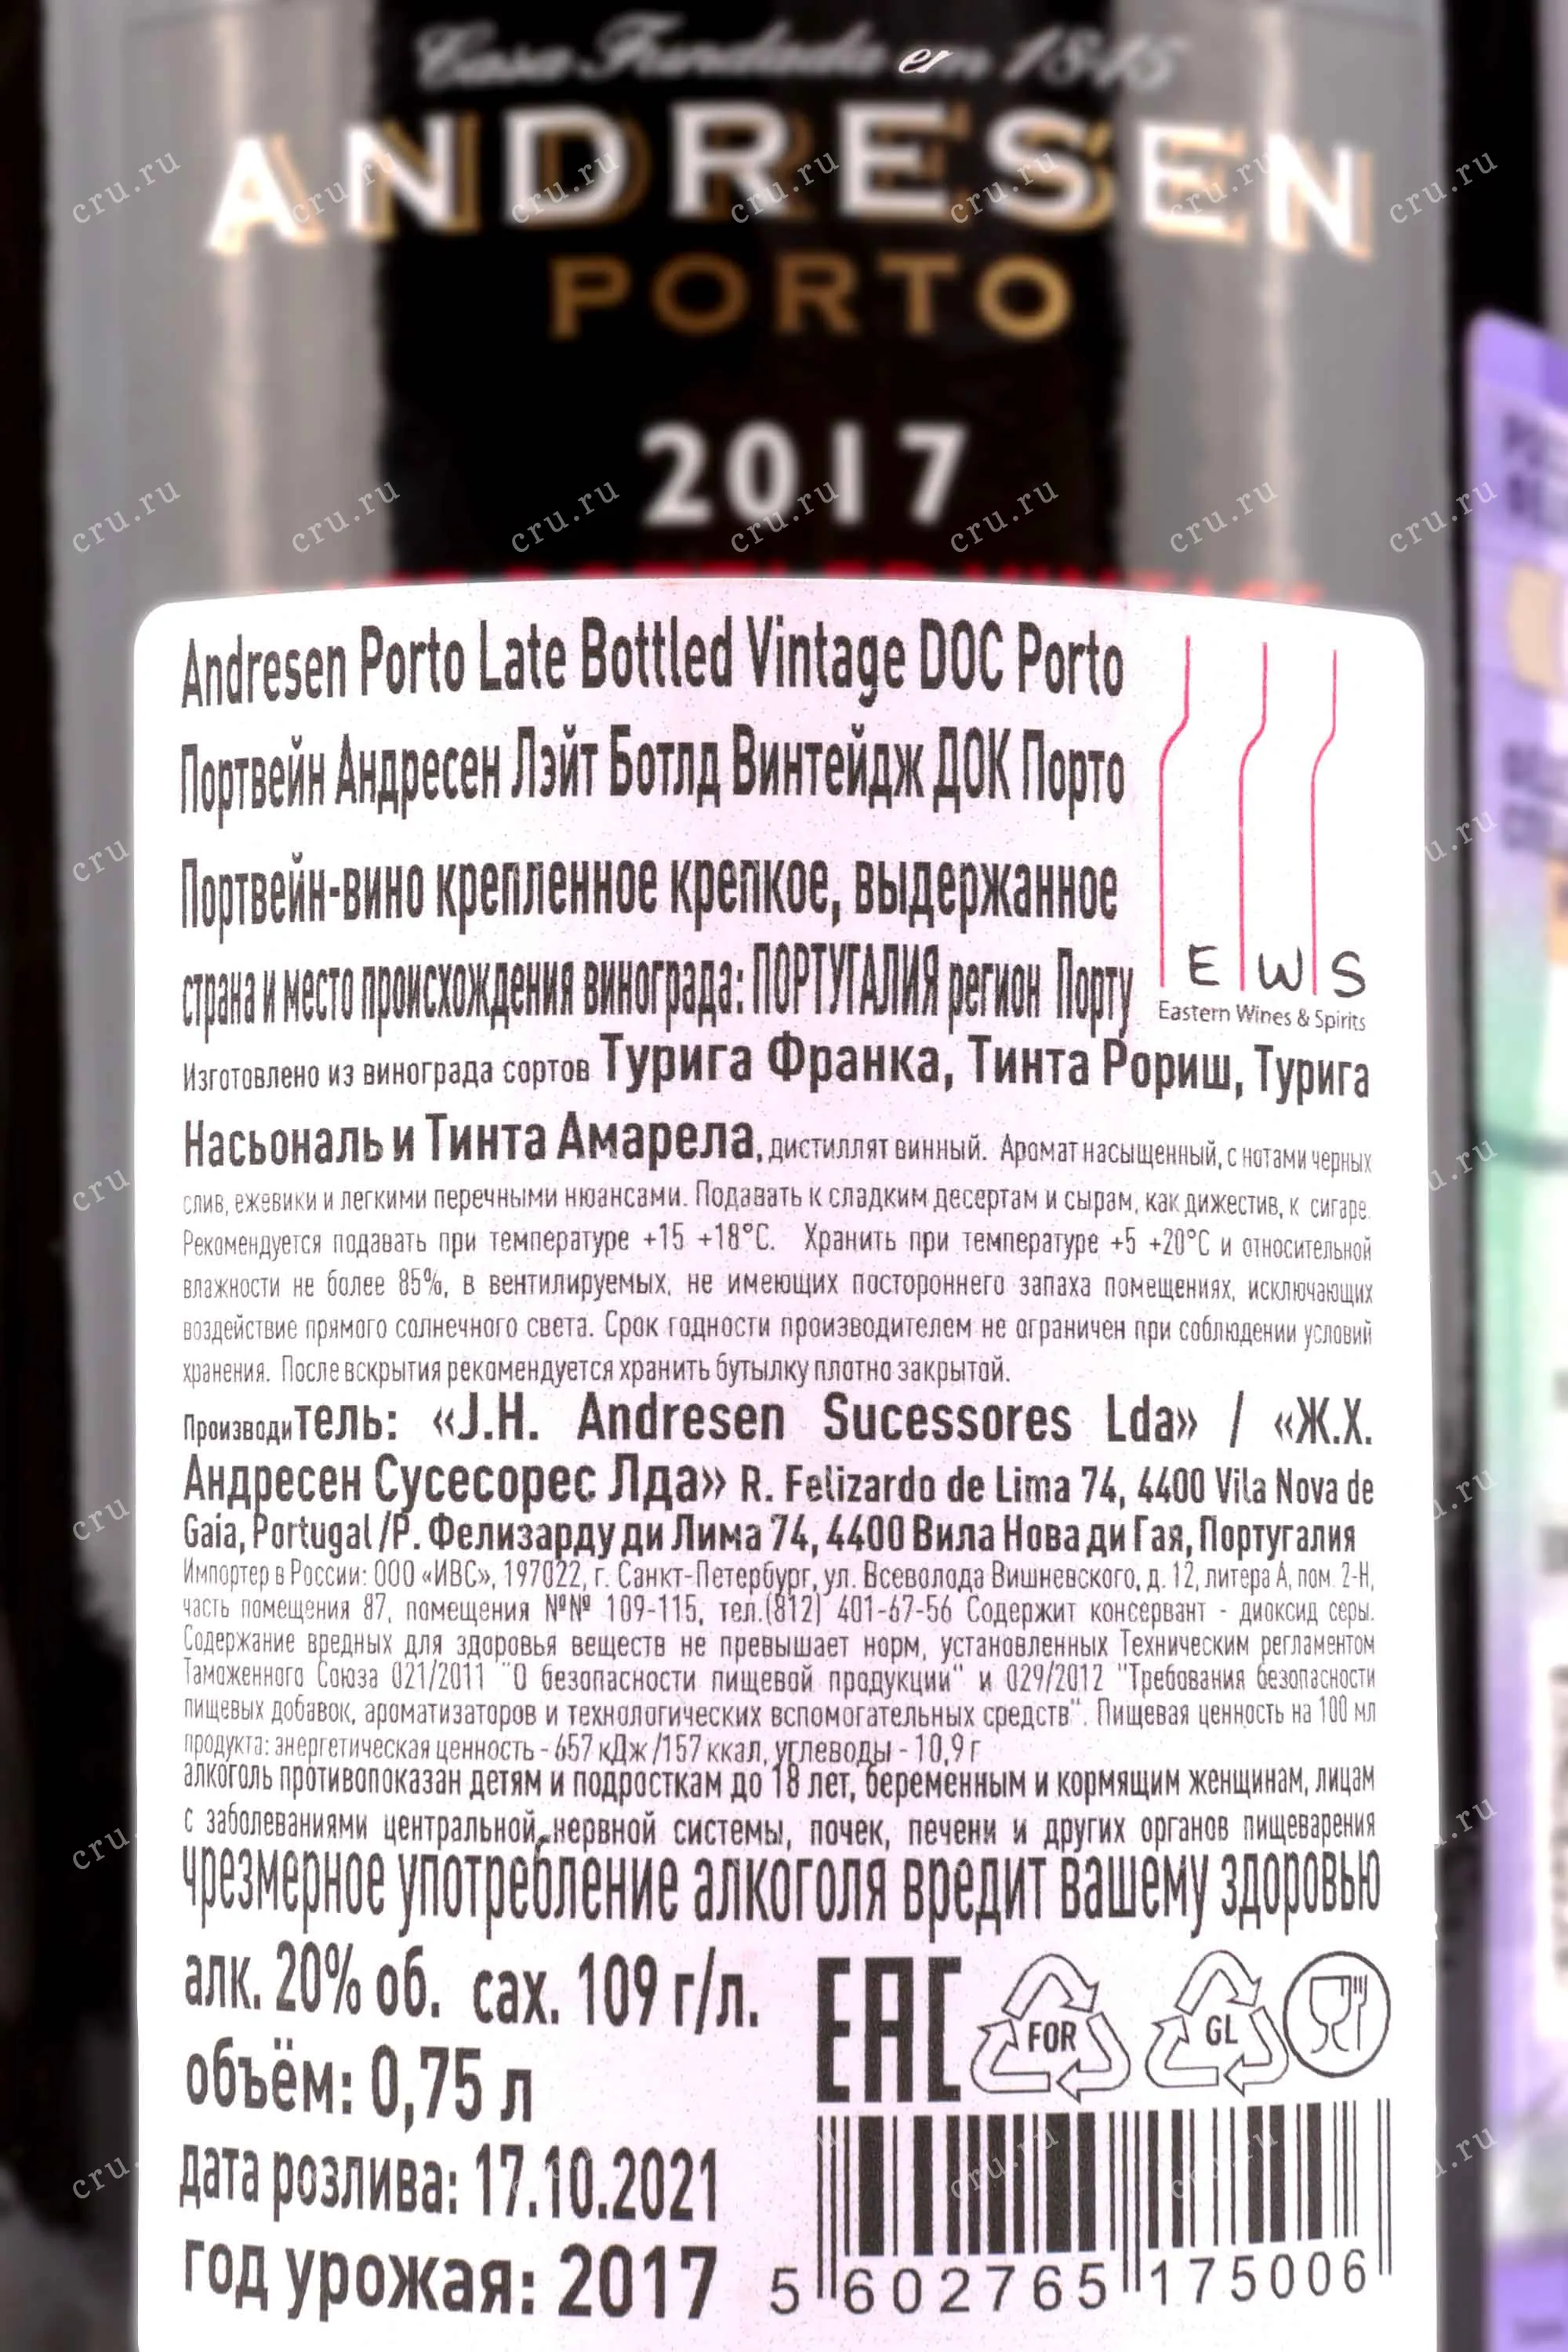 Casa Fundada em 1845
ANDRESEN
PORTO
2017
Andresen Porto Late Bottled Vintage DOC Porto
Портвейн Андресен Лэйт Ботлд Винтейдж ДОК Порто
Портвейн-вино крепленное крепкое, выдержанное
страна и место происхождения винограда: ПОРТУГАЛИЯ регион Порту
E W S
Eastern Wines & Spirits
Изготовлено из винограда сортов Турига Франка, Тинта Рориш, Турига
Насьональ и Тинта Амарела, дистиллят винный. Аромат насыщенный, с нотами черных
слив, ежевики и легкими перечными нюансами. Подавать к сладким десертам и сырам, как дижестив, к сигаре.
Рекомендуется подавать при температуре +15 +18°С. Хранить при температуре +5 +20°С и относительной
влажности не более 85%, в вентилируемых, не имеющих постороннего запаха помещениях, исключающих
воздействие прямого солнечного света. Срок годности производителем не ограничен при соблюдении условий
хранения. После вскрытия рекомендуется хранить бутылку плотно закрытой.
Производитель: «J.H. Andresen Sucessores Lda» / «Ж.Х.
Андресен Сусесорес Лда» R. Felizardo de Lima 74, 4400 Vila Nova de
Gaia, Portugal /Р. Фелизарду ди Лима 74, 4400 Вила Нова ди Гая, Португалия
Импортер в России: ООО «ИВС», 197022, г. Санкт-Петербург, ул. Всеволода Вишневского, д. 12, литера А, пом. 2-Н,
часть помещения 87, помещения №№ 109-115, тел.(812) 401-67-56 Содержит консервант - диоксид серы.
Содержание вредных для здоровья веществ не превышает норм, установленных Техническим регламентом
Таможенного Союза 021/2011 "О безопасности пищевой продукции" и 029/2012 "Требования безопасности
пищевых добавок, ароматизаторов и технологических вспомогательных средств". Пищевая ценность на 100 мл
продукта: энергетическая ценность - 657 кДж /157 ккал, углеводы - 10,9 г
алкоголь противопоказан детям и подросткам до 18 лет, беременным и кормящим женщинам, лицам
с заболеваниями центральной нервной системы, почек, печени и других органов пищеварения
чрезмерное употребление алкоголя вредит вашему здоровью
алк. 20% об. сах. 109 г/л.
EAC
FOR
GL
объём: 0,75 л
дата розлива: 17.10.2021
год урожая: 2017
5 602765 175006
cru.ru